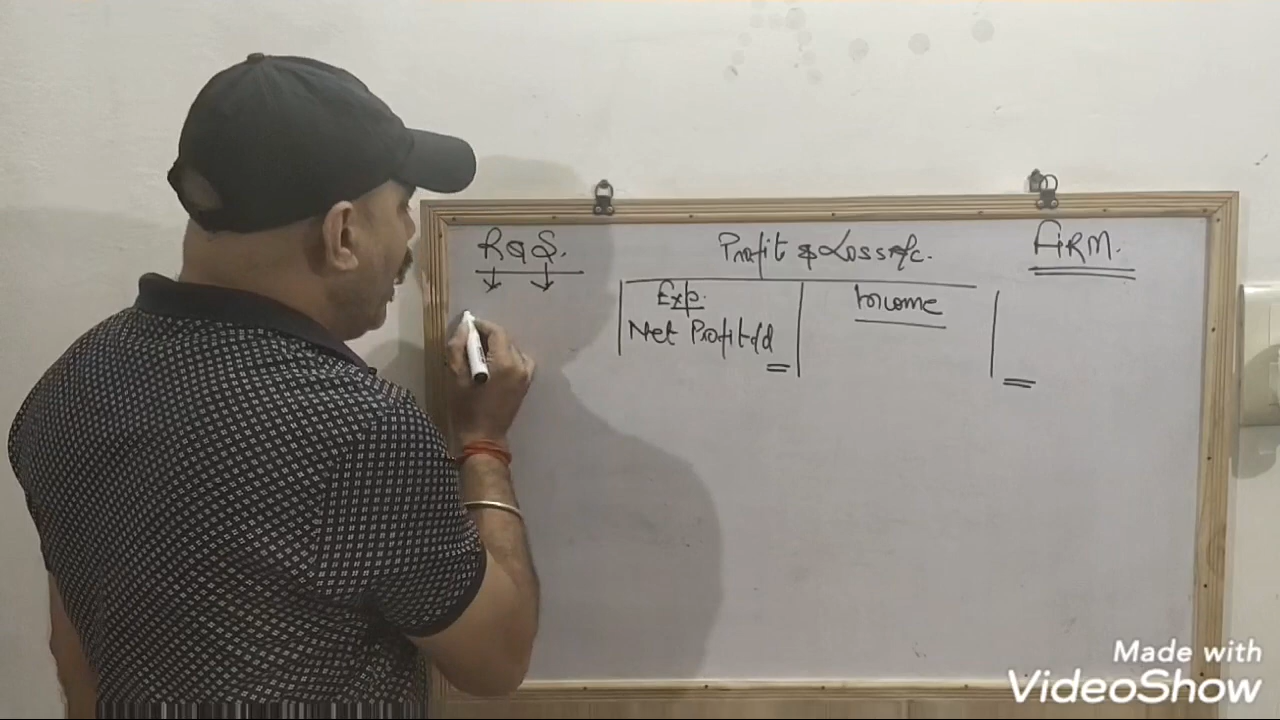 R & S. Profit & Loss A/c. FIRM.
Exp. Income
Net Profit c/d
Made with
VideoShow